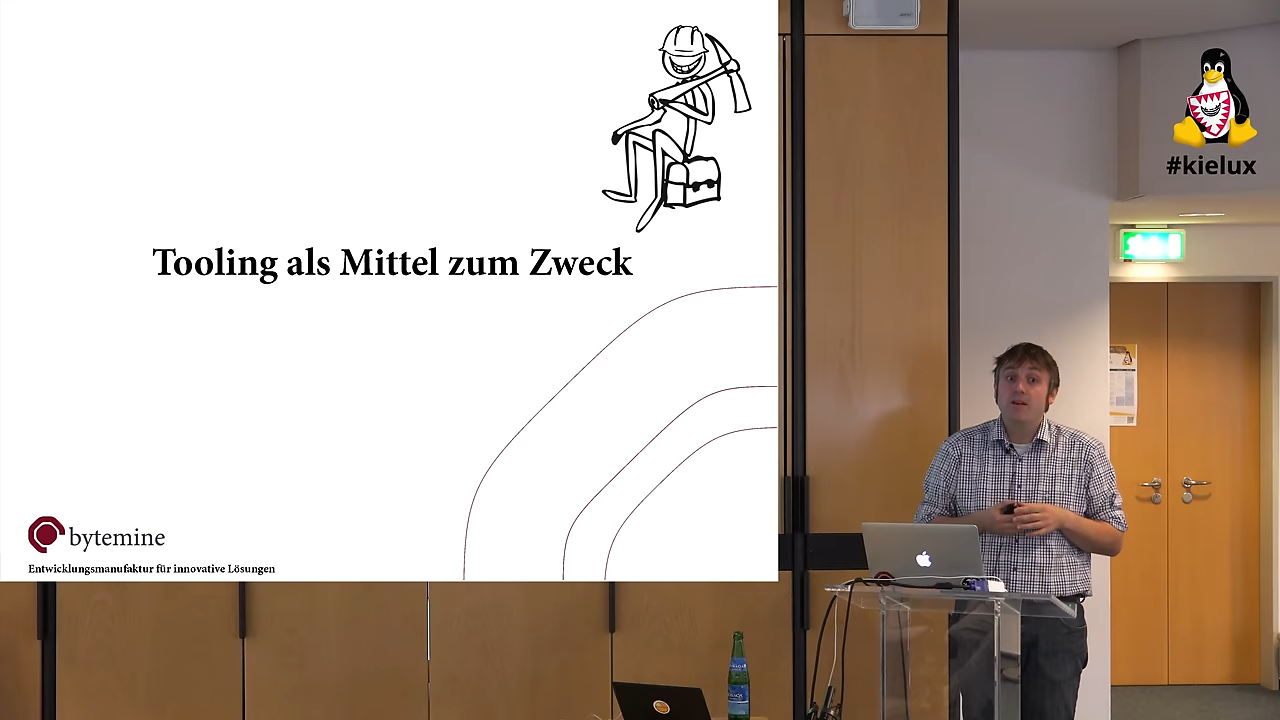 Tooling als Mittel zum Zweck
bytemine
Entwicklungsmanufaktur für innovative Lösungen
#kielux